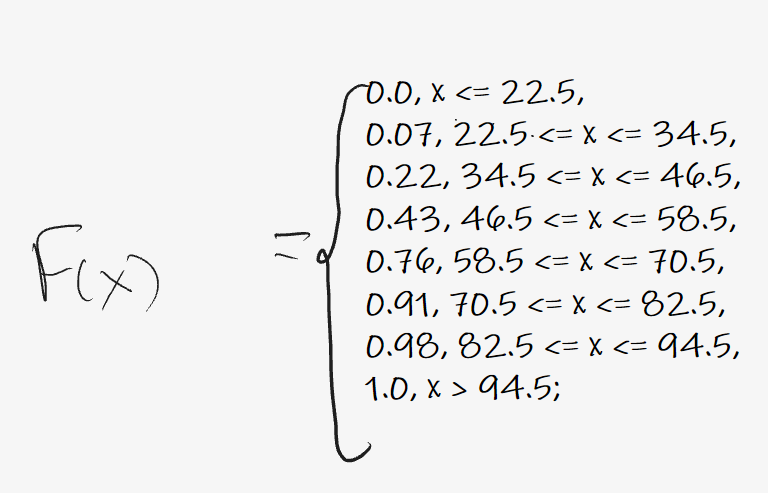 F(x) =
0.0, x <= 22.5,
0.07, 22.5 <= x <= 34.5,
0.22, 34.5 <= x <= 46.5,
0.43, 46.5 <= x <= 58.5,
0.76, 58.5 <= x <= 70.5,
0.91, 70.5 <= x <= 82.5,
0.98, 82.5 <= x <= 94.5,
1.0, x > 94.5;